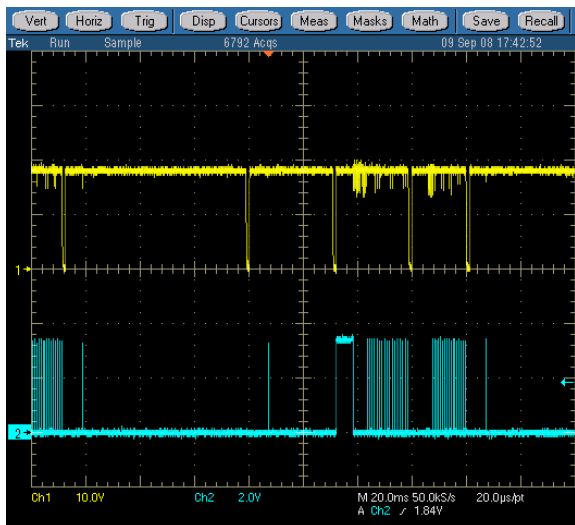 Vert Horiz Trig Disp Cursors Meas Masks Math Save Recall
Tek Run Sample 6792 Acqs 09 Sep 08 17:42:52
1
2
Ch1 10.0V Ch2 2.0V M 20.0ms 50.0kS/s 20.0µs/pt
A Ch2 ∕ 1.84V